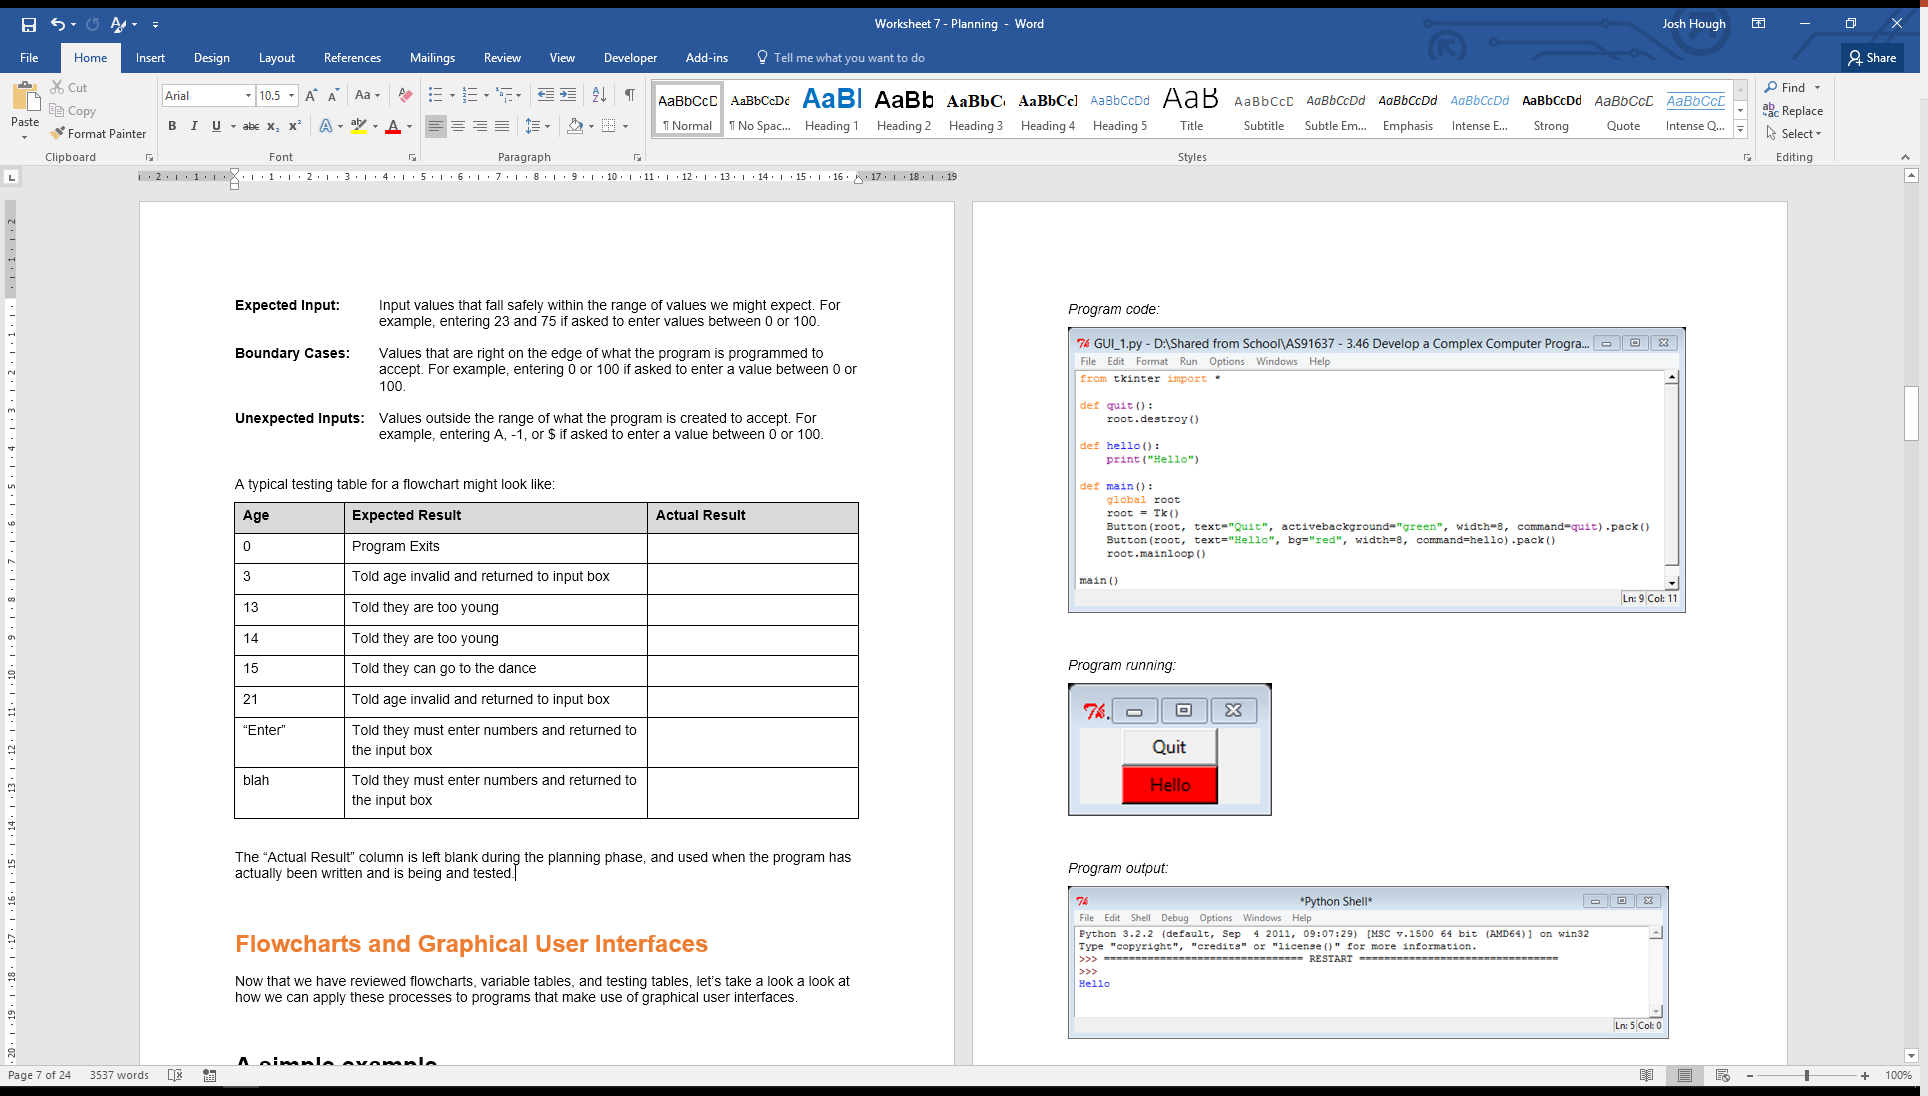 Worksheet 7 - Planning - Word
Josh Hough
File Home Insert Design Layout References Mailings Review View Developer Add-ins Tell me what you want to do
Share
Paste
Cut
Copy
Format Painter
Clipboard
Arial 10.5
Font
Paragraph
AaBbCcD AaBbCcDd AaBl AaBb AaBbC AaBbCcl AaBbCcDd AaB AaBbCcC AaBbCcDd AaBbCcDd AaBbCcDd AaBbCcDd AaBbCcC AaBbCcC
¶ Normal ¶ No Spac... Heading 1 Heading 2 Heading 3 Heading 4 Heading 5 Title Subtitle Subtle Em... Emphasis Intense E... Strong Quote Intense Q...
Styles
Find
Replace
Select
Editing
Expected Input: Input values that fall safely within the range of values we might expect. For
example, entering 23 and 75 if asked to enter values between 0 or 100.
Boundary Cases: Values that are right on the edge of what the program is programmed to
accept. For example, entering 0 or 100 if asked to enter a value between 0 or
100.
Unexpected Inputs: Values outside the range of what the program is created to accept. For
example, entering A, -1, or $ if asked to enter a value between 0 or 100.
A typical testing table for a flowchart might look like:
Age Expected Result Actual Result
0 Program Exits
3 Told age invalid and returned to input box
13 Told they are too young
14 Told they are too young
15 Told they can go to the dance
21 Told age invalid and returned to input box
“Enter” Told they must enter numbers and returned to
the input box
blah Told they must enter numbers and returned to
the input box
The “Actual Result” column is left blank during the planning phase, and used when the program has
actually been written and is being and tested.
Flowcharts and Graphical User Interfaces
Now that we have reviewed flowcharts, variable tables, and testing tables, let’s take a look a look at
how we can apply these processes to programs that make use of graphical user interfaces.
A simple example
Program code:
GUI_1.py - D:\Shared from School\AS91637 - 3.46 Develop a Complex Computer Progra...
File Edit Format Run Options Windows Help
from tkinter import *
def quit():
root.destroy()
def hello():
print("Hello")
def main():
global root
root = Tk()
Button(root, text="Quit", activebackground="green", width=8, command=quit).pack()
Button(root, text="Hello", bg="red", width=8, command=hello).pack()
root.mainloop()
main()
Ln: 9 Col: 11
Program running:
Quit
Hello
Program output:
*Python Shell*
File Edit Shell Debug Options Windows Help
Python 3.2.2 (default, Sep  4 2011, 09:07:29) [MSC v.1500 64 bit (AMD64)] on win32
Type "copyright", "credits" or "license()" for more information.
>>> ================================ RESTART ================================
>>>
Hello
Ln: 5 Col: 0
Page 7 of 24 3537 words
100%